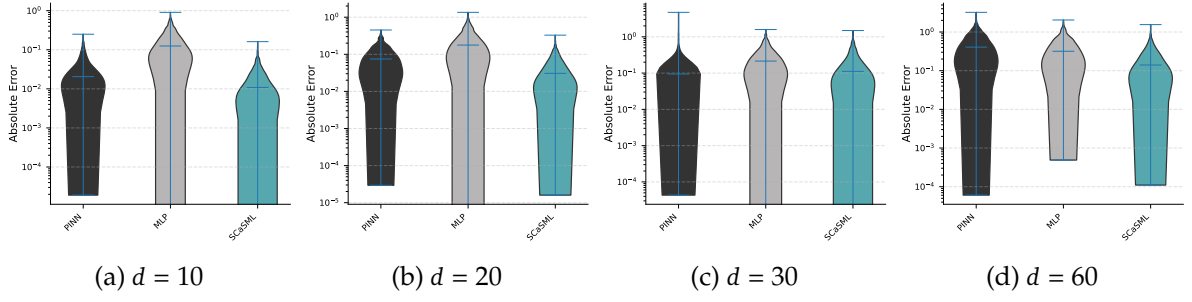 Absolute Error
10⁰
10⁻¹
10⁻²
10⁻³
10⁻⁴
PINN
MLP
SCaSML
(a) d = 10
Absolute Error
10⁰
10⁻¹
10⁻²
10⁻³
10⁻⁴
10⁻⁵
PINN
MLP
SCaSML
(b) d = 20
Absolute Error
10⁰
10⁻¹
10⁻²
10⁻³
10⁻⁴
PINN
MLP
SCaSML
(c) d = 30
Absolute Error
10⁰
10⁻¹
10⁻²
10⁻³
10⁻⁴
PINN
MLP
SCaSML
(d) d = 60